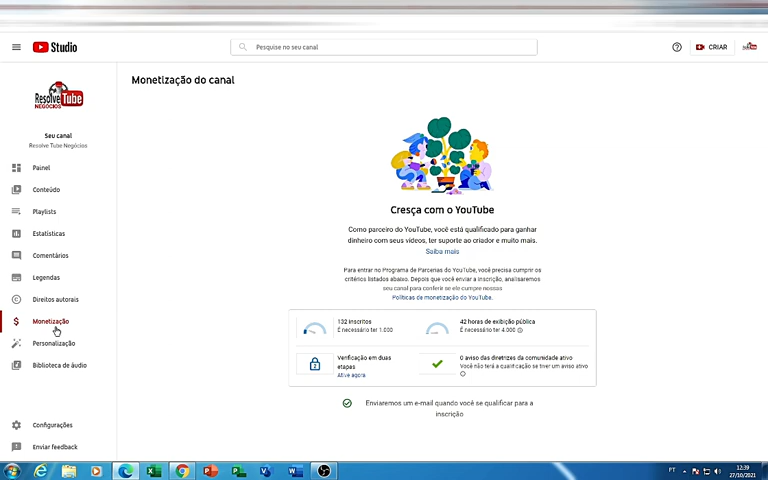 Studio
Pesquise no seu canal
CRIAR
Resolve Tube
NEGÓCIOS
Seu canal
Resolve Tube Negócios
Painel
Conteúdo
Playlists
Estatísticas
Comentários
Legendas
Direitos autorais
Monetização
Personalização
Biblioteca de áudio
Configurações
Enviar feedback
Monetização do canal
Cresça com o YouTube
Como parceiro do YouTube, você está qualificado para ganhar
dinheiro com seus vídeos, ter suporte ao criador e muito mais.
Saiba mais
Para entrar no Programa de Parcerias do YouTube, você precisa cumprir os
critérios listados abaixo. Depois que você enviar a inscrição, analisaremos
seu canal para conferir se ele cumpre nossas
Políticas de monetização do YouTube.
132 inscritos
É necessário ter 1.000
42 horas de exibição pública
É necessário ter 4.000
Verificação em duas
etapas
Ative agora
0 aviso das diretrizes da comunidade ativo
Você não terá a qualificação se tiver um aviso ativo
Enviaremos um e-mail quando você se qualificar para a
inscrição
PT
12:39
27/10/2021